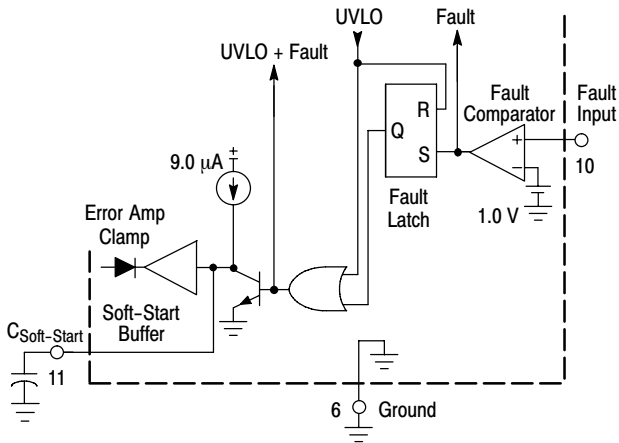 UVLO
Fault
UVLO + Fault
R
Q
S
Fault
Latch
Fault
Comparator
Fault
Input
+
−
10
1.0 V
9.0 μA
+
−
Error Amp
Clamp
Soft−Start
Buffer
CSoft−Start
11
6
Ground